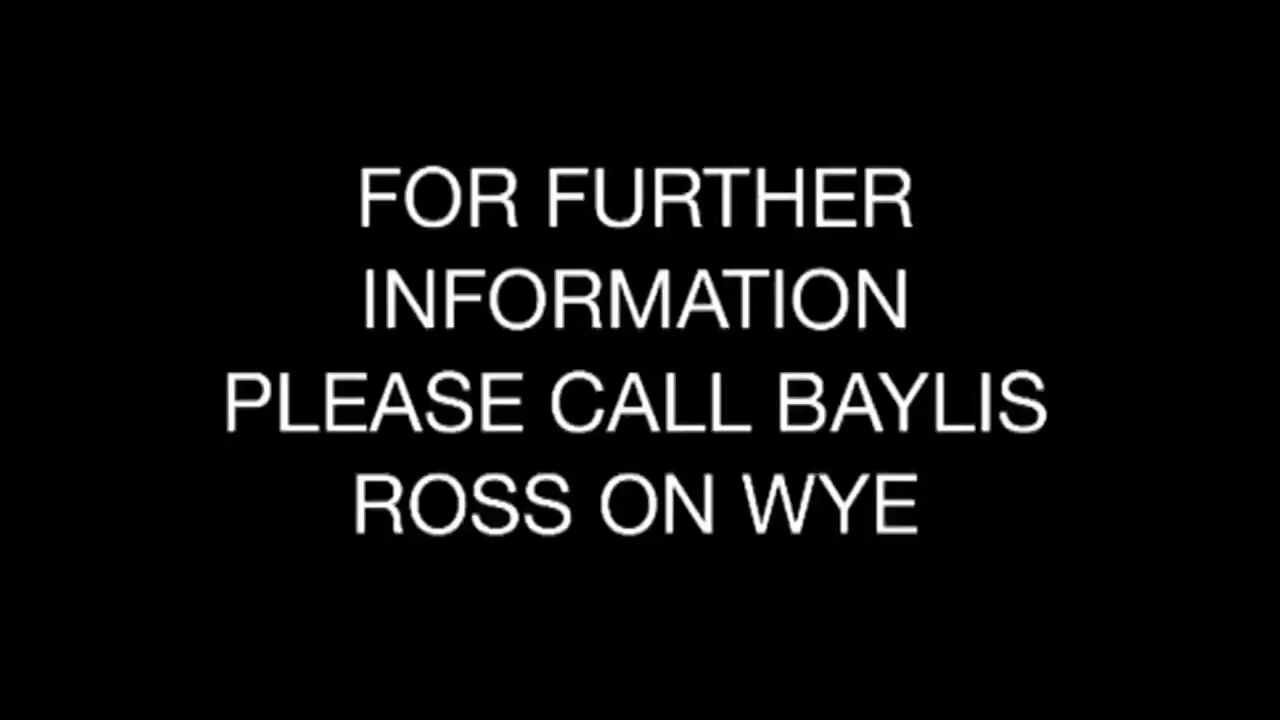 FOR FURTHER
INFORMATION
PLEASE CALL BAYLIS
ROSS ON WYE